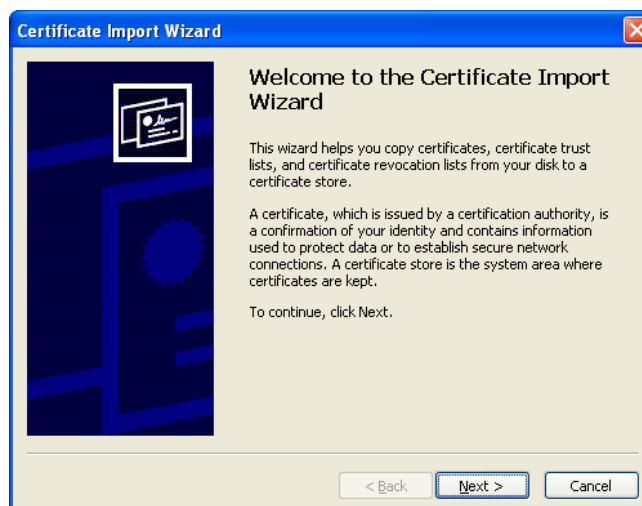 Certificate Import Wizard
Welcome to the Certificate Import
Wizard
This wizard helps you copy certificates, certificate trust
lists, and certificate revocation lists from your disk to a
certificate store.
A certificate, which is issued by a certification authority, is
a confirmation of your identity and contains information
used to protect data or to establish secure network
connections. A certificate store is the system area where
certificates are kept.
To continue, click Next.
< Back Next > Cancel